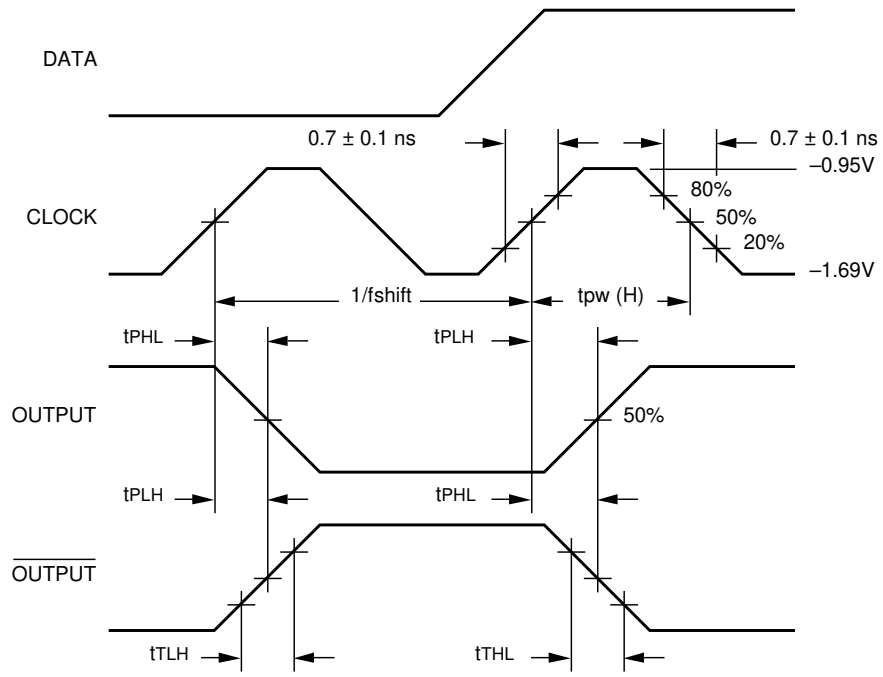 DATA
0.7 ± 0.1 ns
0.7 ± 0.1 ns
–0.95V
80%
CLOCK
50%
20%
–1.69V
1/fshift
tpw (H)
tPHL
tPLH
OUTPUT
50%
tPLH
tPHL
OUTPUT
tTLH
tTHL